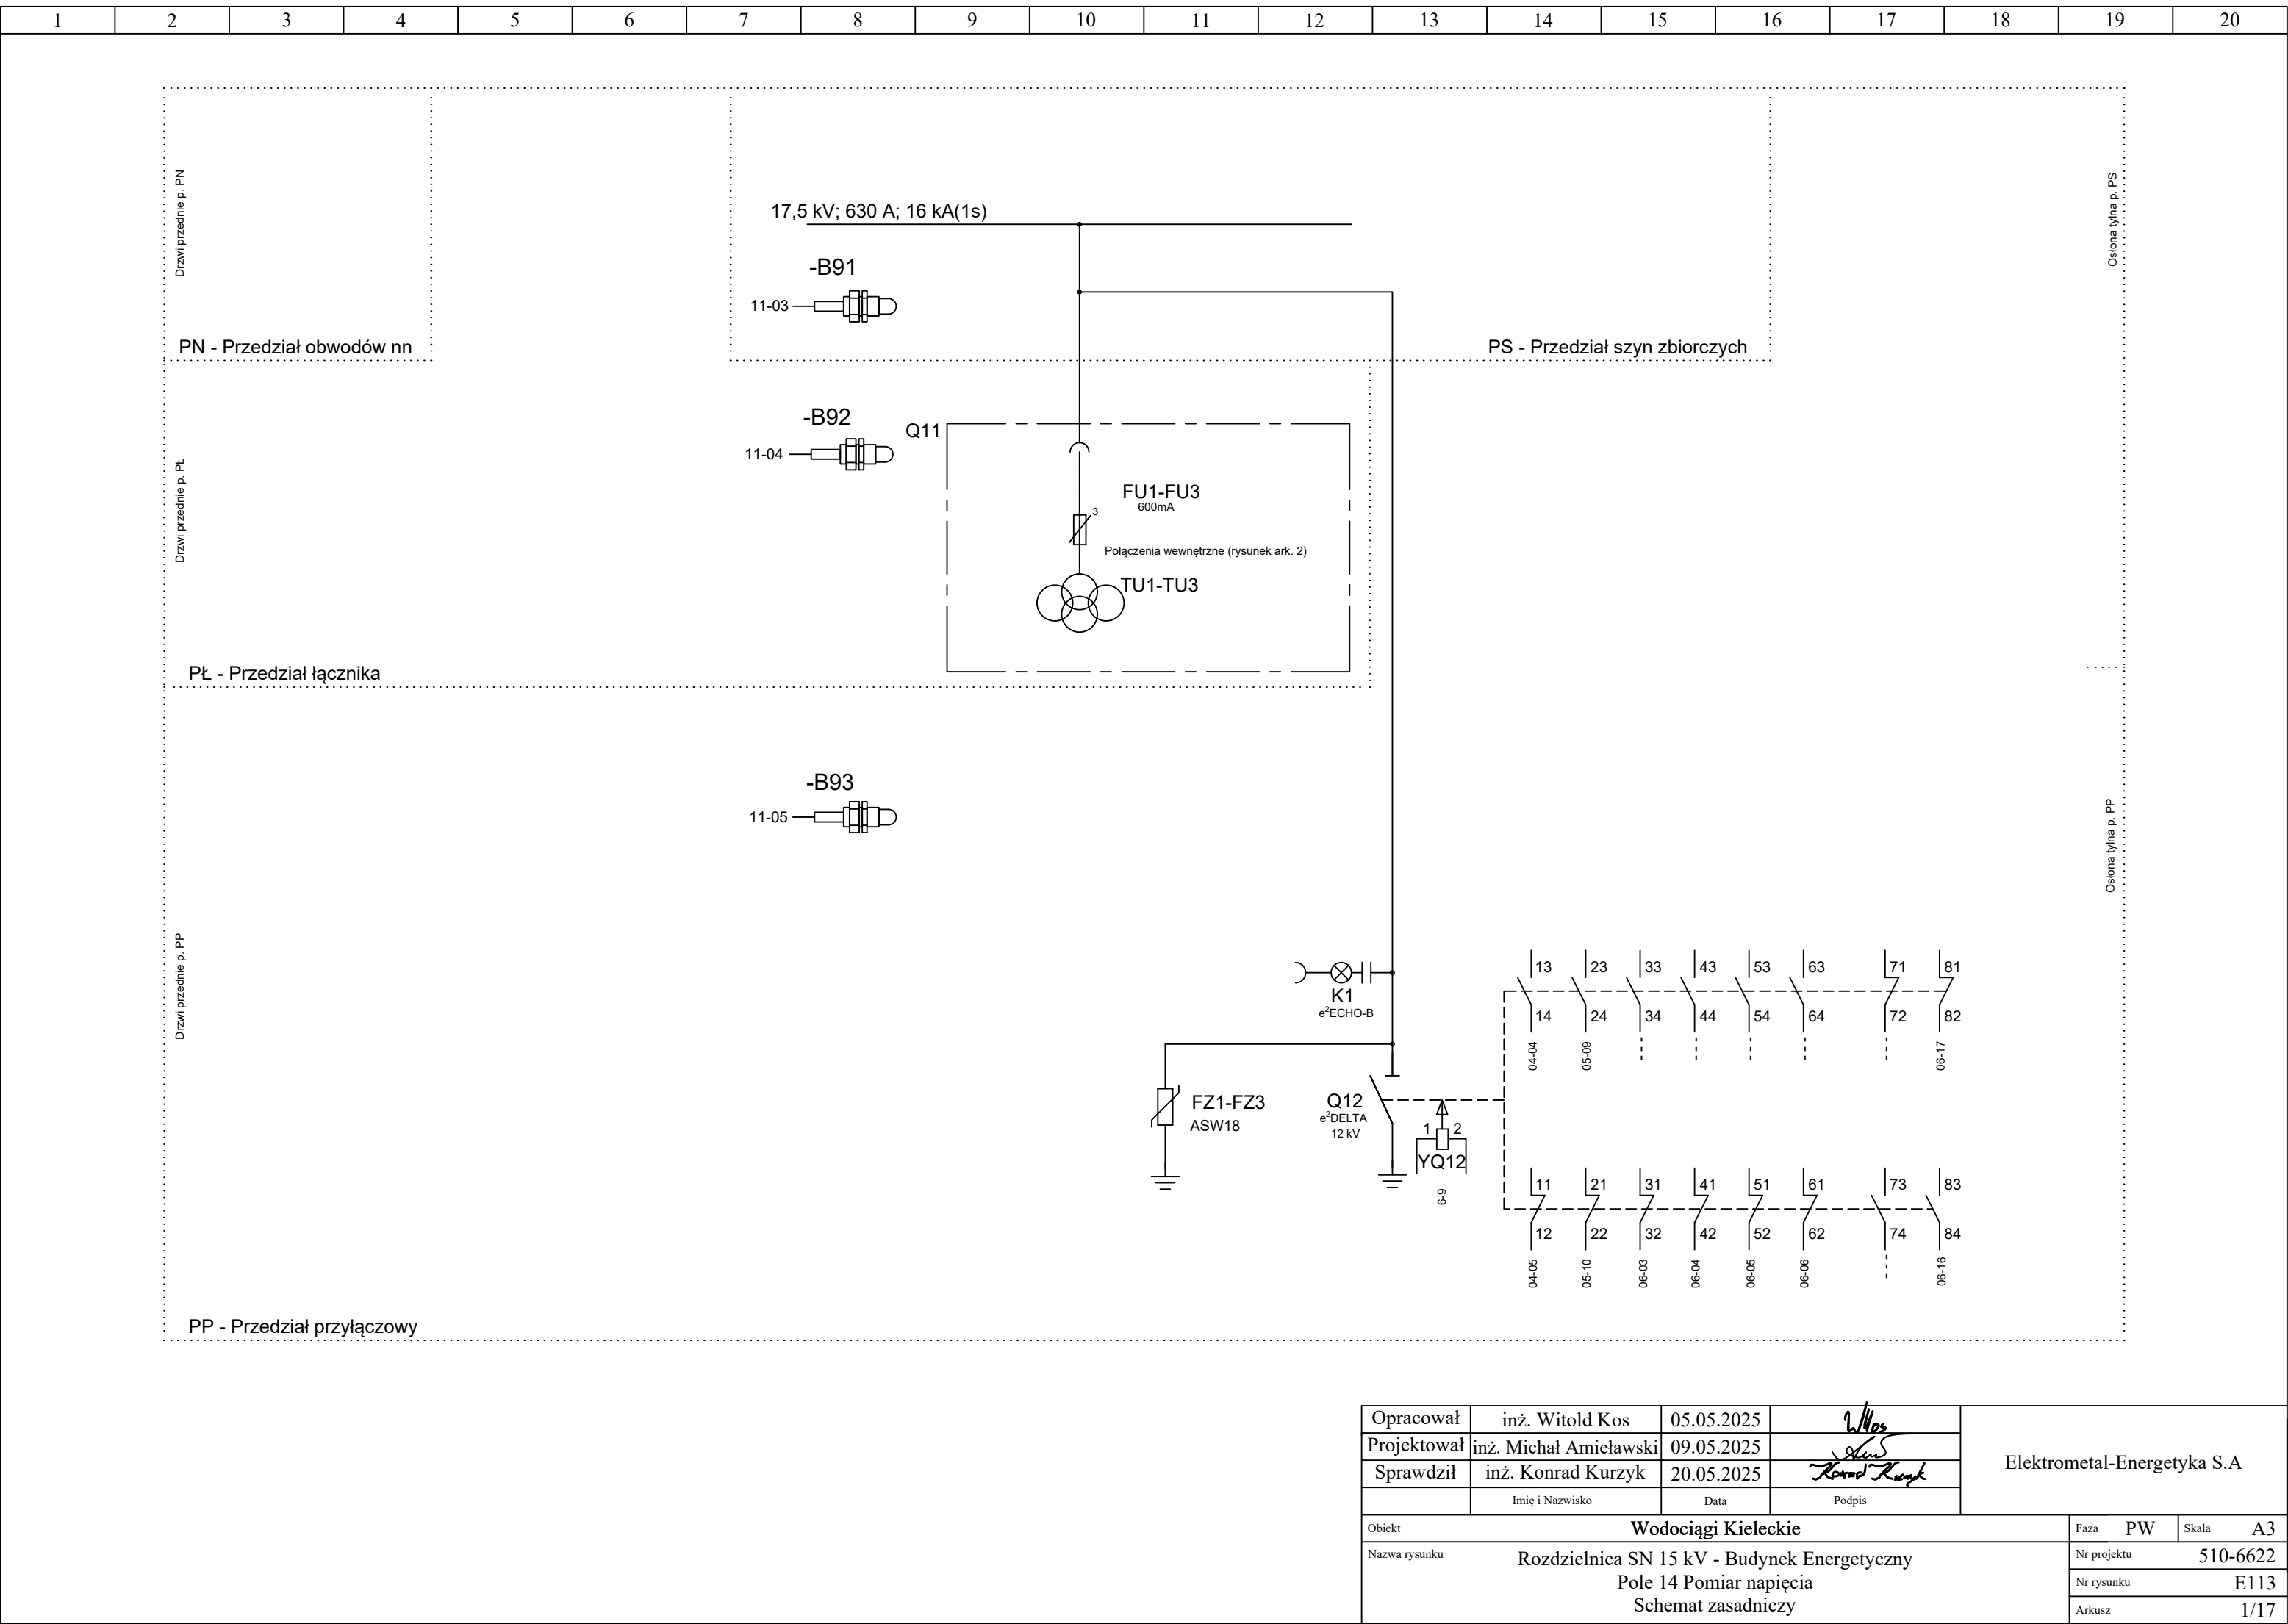 1 2 3 4 5 6 7 8 9 10 11 12 13 14 15 16 17 18 19 20
Drzwi przednie p. PN
PN - Przedział obwodów nn
17,5 kV; 630 A; 16 kA(1s)
-B91
11-03
PS - Przedział szyn zbiorczych
Osłona tylna p. PS
Drzwi przednie p. PŁ
-B92
11-04
Q11
FU1-FU3
600mA
3
Połączenia wewnętrzne (rysunek ark. 2)
TU1-TU3
PŁ - Przedział łącznika
-B93
11-05
Osłona tylna p. PP
Drzwi przednie p. PP
K1
e²ECHO-B
FZ1-FZ3
ASW18
Q12
e²DELTA
12 kV
1 2
YQ12
6-9
13 23 33 43 53 63 71 81
14 24 34 44 54 64 72 82
04-04 05-09 06-17
11 21 31 41 51 61 73 83
12 22 32 42 52 62 74 84
04-05 05-10 06-03 06-04 06-05 06-06 06-16
PP - Przedział przyłączowy
Opracował inż. Witold Kos 05.05.2025
Projektował inż. Michał Amieławski 09.05.2025
Sprawdził inż. Konrad Kurzyk 20.05.2025 Konrad Kurzyk
Imię i Nazwisko Data Podpis
Elektrometal-Energetyka S.A
Obiekt Wodociągi Kieleckie
Faza PW Skala A3
Nazwa rysunku Rozdzielnica SN 15 kV - Budynek Energetyczny
Pole 14 Pomiar napięcia
Schemat zasadniczy
Nr projektu 510-6622
Nr rysunku E113
Arkusz 1/17